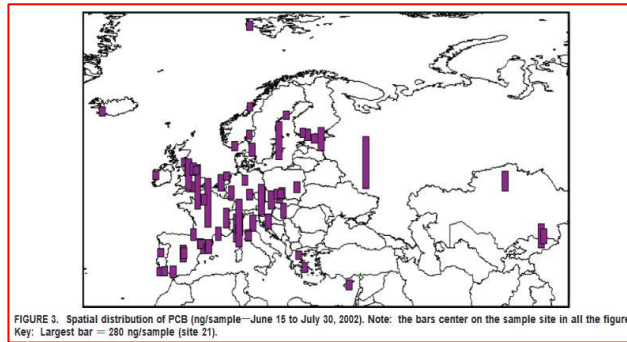 FIGURE 3. Spatial distribution of PCB (ng/sample—June 15 to July 30, 2002). Note: the bars center on the sample site in all the figures.
Key: Largest bar = 280 ng/sample (site 21).